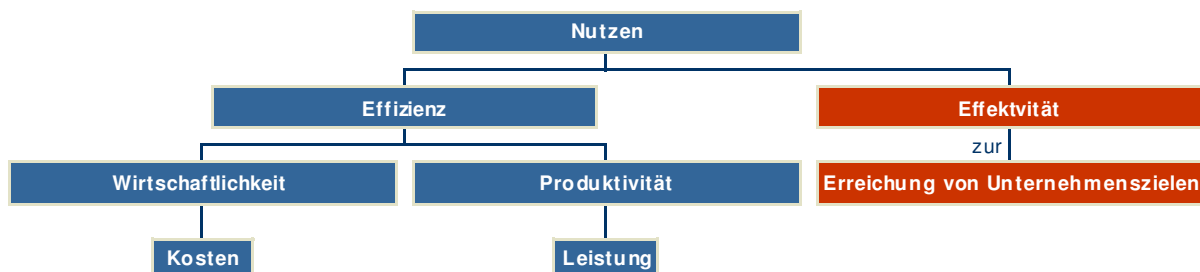 Nutzen
Effizienz
Effektvität
zur
Wirtschaftlichkeit
Produktivität
Erreichung von Unternehmenszielen
Kosten
Leistung